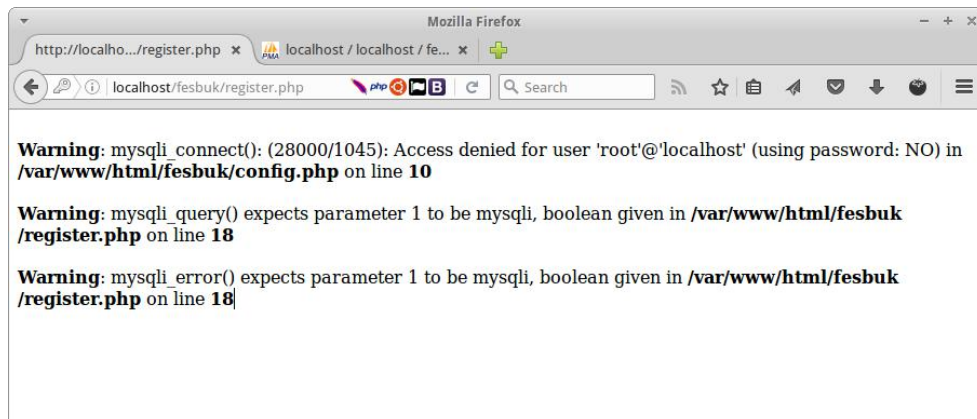 Mozilla Firefox
http://localho.../register.php
PMA
localhost / localhost / fe...
localhost/fesbuk/register.php
php
B
Search
Warning: mysqli_connect(): (28000/1045): Access denied for user 'root'@'localhost' (using password: NO) in
/var/www/html/fesbuk/config.php on line 10
Warning: mysqli_query() expects parameter 1 to be mysqli, boolean given in /var/www/html/fesbuk
/register.php on line 18
Warning: mysqli_error() expects parameter 1 to be mysqli, boolean given in /var/www/html/fesbuk
/register.php on line 18